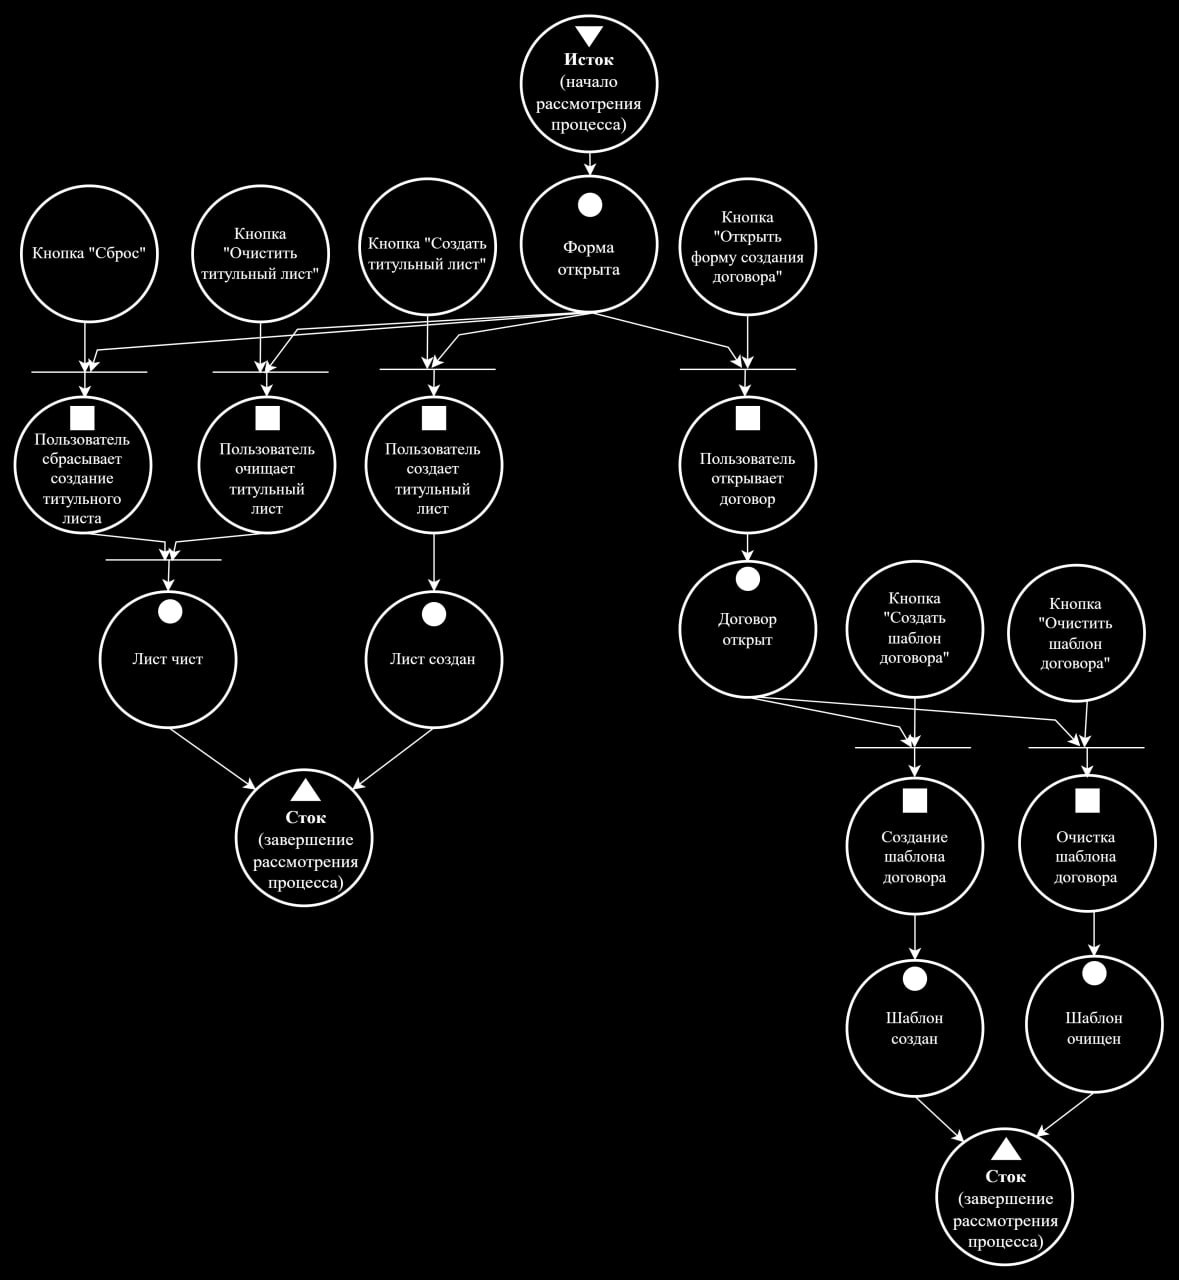 Исток
(начало
рассмотрения
процесса)
Кнопка "Сброс"
Кнопка
"Очистить
титульный лист"
Кнопка "Создать
титульный лист"
Форма
открыта
Кнопка
"Открыть
форму создания
договора"
Пользователь
сбрасывает
создание
титульного
листа
Пользователь
очищает
титульный
лист
Пользователь
создает
титульный
лист
Пользователь
открывает
договор
Лист чист
Лист создан
Договор
открыт
Кнопка
"Создать
шаблон
договора"
Кнопка
"Очистить
шаблон
договора"
Сток
(завершение
рассмотрения
процесса)
Создание
шаблона
договора
Очистка
шаблона
договора
Шаблон
создан
Шаблон
очищен
Сток
(завершение
рассмотрения
процесса)